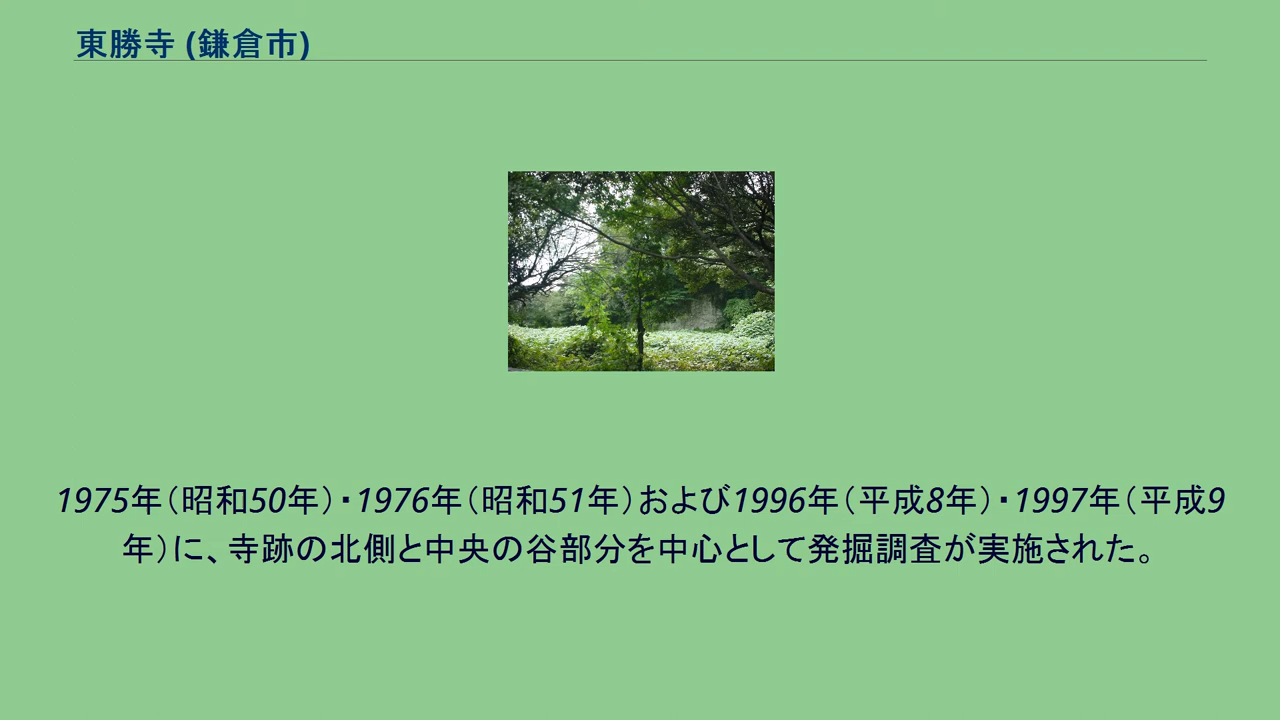 東勝寺 (鎌倉市)
1975年（昭和50年）・1976年（昭和51年）および1996年（平成8年）・1997年（平成9
年）に、寺跡の北側と中央の谷部分を中心として発掘調査が実施された。